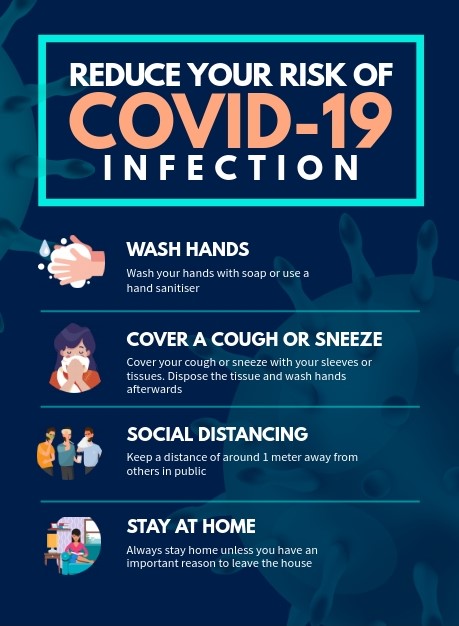 REDUCE YOUR RISK OF
COVID-19
INFECTION
WASH HANDS
Wash your hands with soap or use a
hand sanitiser
COVER A COUGH OR SNEEZE
Cover your cough or sneeze with your sleeves or
tissues. Dispose the tissue and wash hands
afterwards
SOCIAL DISTANCING
Keep a distance of around 1 meter away from
others in public
STAY AT HOME
Always stay home unless you have an
important reason to leave the house